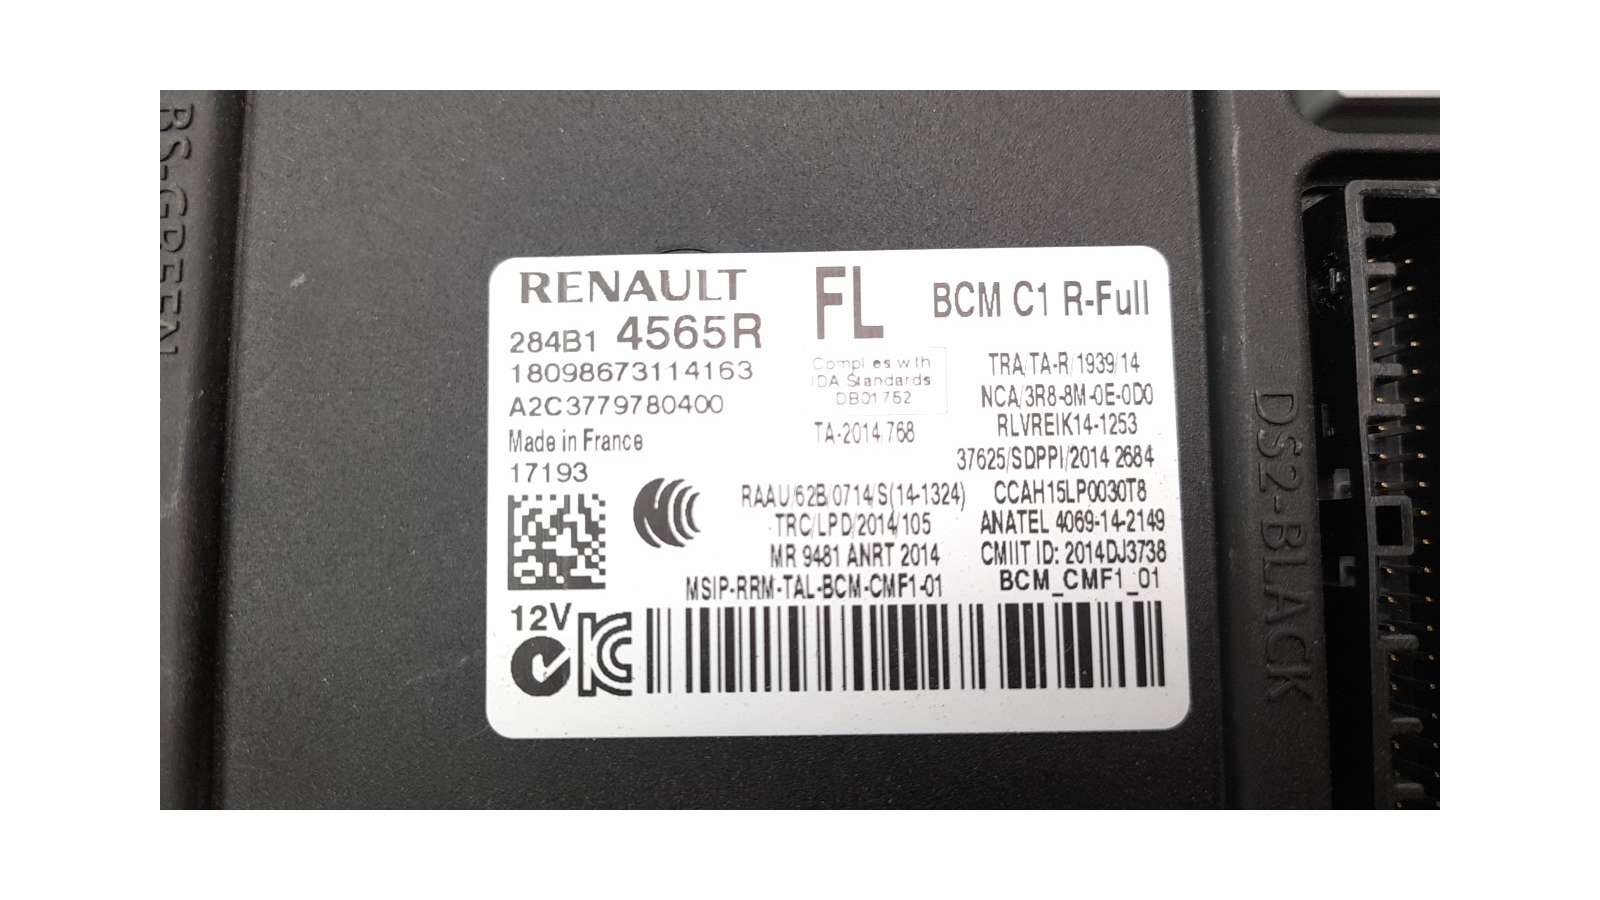 BS-GREEN
RENAULT
FL
BCM C1 R-Full
284B1 4565R
18098673114163
A2C3779780400
Made in France
17193
Complies with
IDA Standards
DB01752
TA-2014/768
TRA/TA-R/1939/14
NCA/3R8-8M-0E-0D0
RLVREIK14-1253
37625/SDPPI/2014 2684
RAAU/62B/0714/S(14-1324)
CCAH15LP0030T8
TRC/LPD/2014/105
ANATEL 4069-14-2149
MR 9481 ANRT 2014
CMIIT ID: 2014DJ3738
MSIP-RRM-TAL-BCM-CMF1-01
BCM_CMF1_01
12V
DS2-BLACK